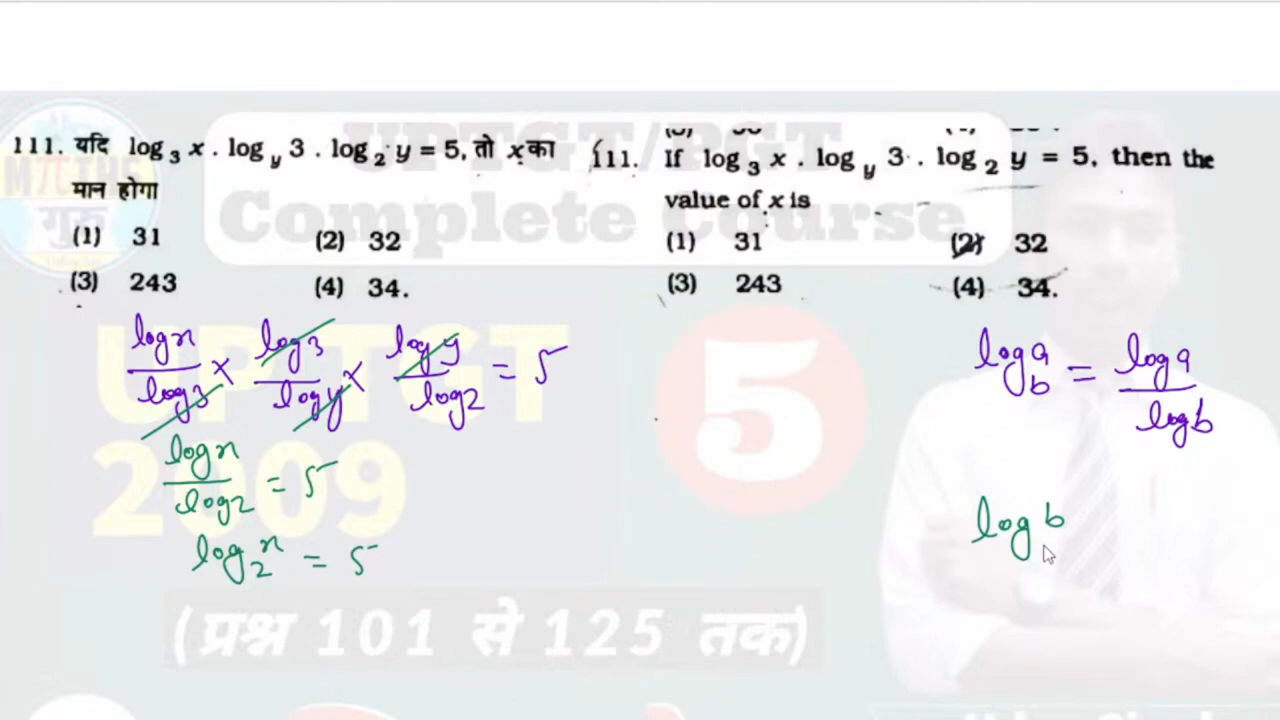 111. यदि log₃ x . log_y 3 . log₂ y = 5, तो x का
मान होगा
(1) 31 (2) 32
(3) 243 (4) 34.
111. If log₃ x . log_y 3 . log₂ y = 5, then the
value of x is
(1) 31 (2) 32
(3) 243 (4) 34.
UPTGT/PGT
Complete Course
गुरु
UPTGT
2009
5
(प्रश्न 101 से 125 तक)
log x / log 3 × log 3 / log y × log y / log 2 = 5
log x / log 2 = 5
log₂ x = 5
log_b a = log a / log b
log b